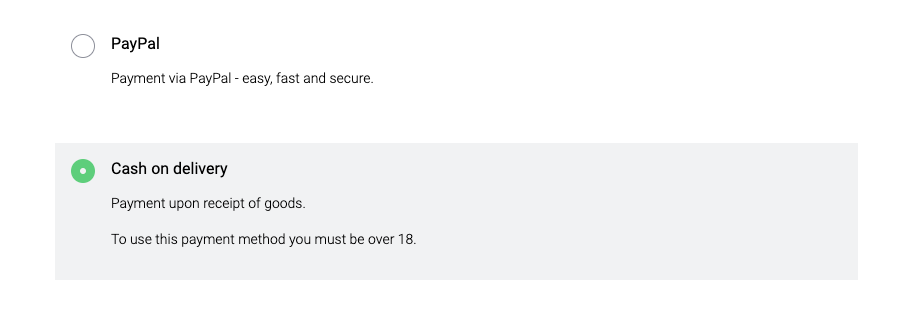 PayPal
Payment via PayPal - easy, fast and secure.
Cash on delivery
Payment upon receipt of goods.
To use this payment method you must be over 18.